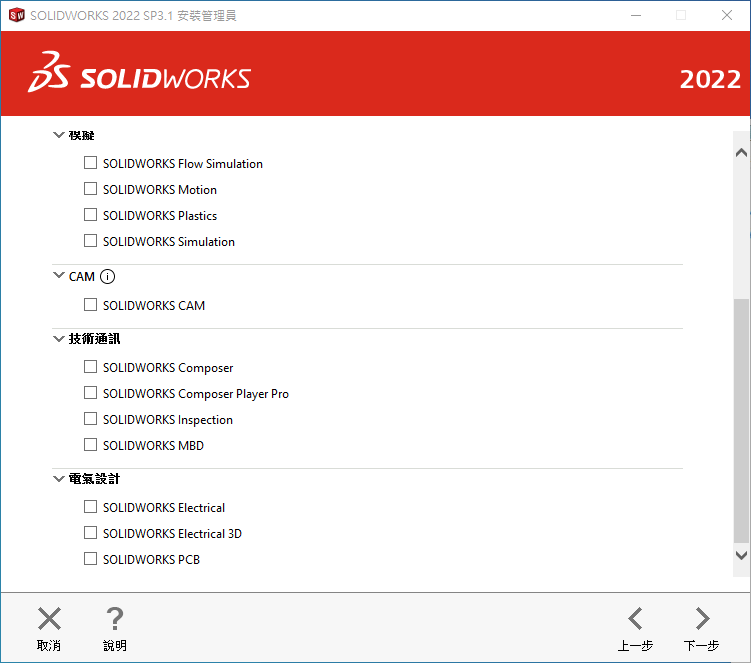 SW SOLIDWORKS 2022 SP3.1 安裝管理員
SOLIDWORKS 2022
模擬
SOLIDWORKS Flow Simulation
SOLIDWORKS Motion
SOLIDWORKS Plastics
SOLIDWORKS Simulation
CAM
SOLIDWORKS CAM
技術通訊
SOLIDWORKS Composer
SOLIDWORKS Composer Player Pro
SOLIDWORKS Inspection
SOLIDWORKS MBD
電氣設計
SOLIDWORKS Electrical
SOLIDWORKS Electrical 3D
SOLIDWORKS PCB
取消 說明 上一步 下一步